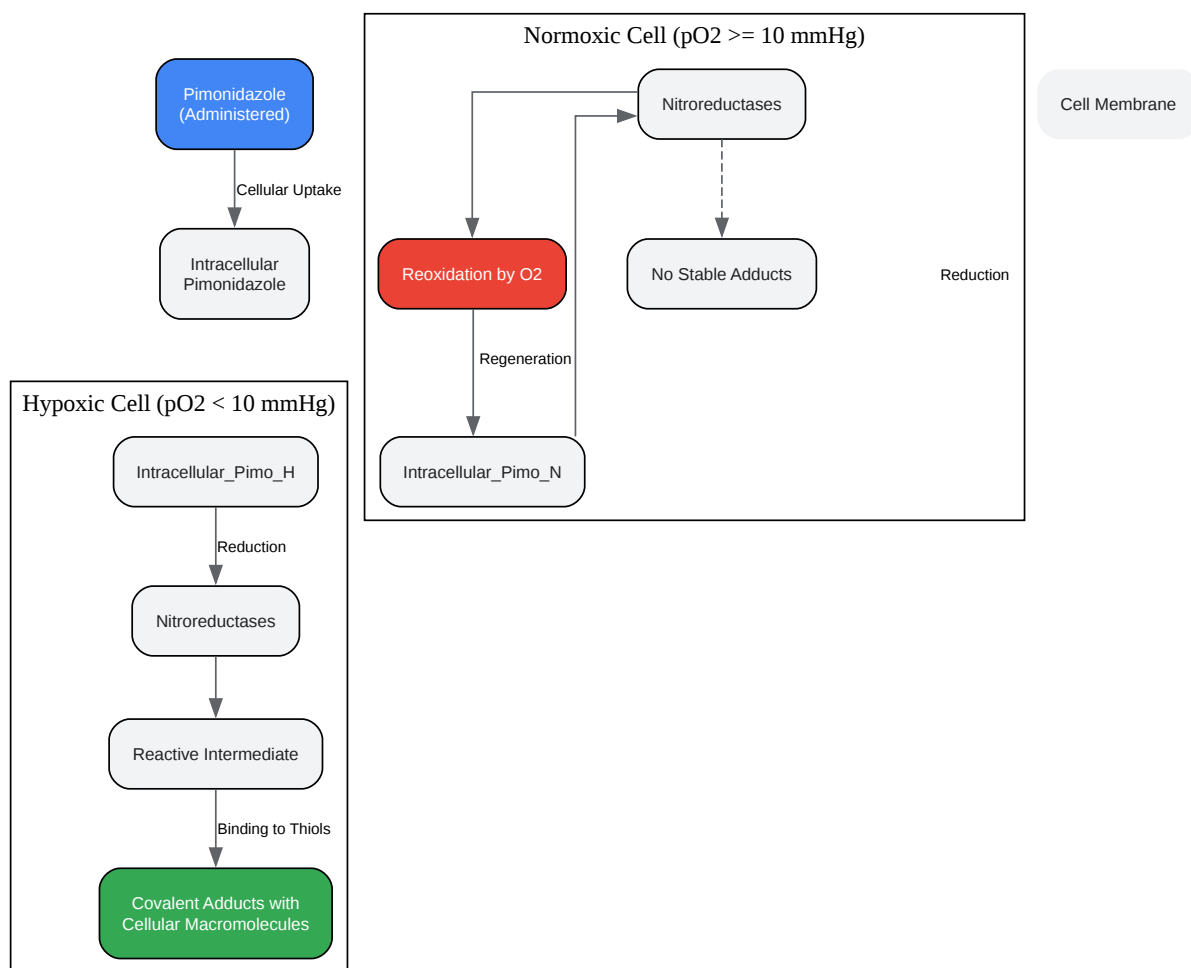 Normoxic Cell (pO2 >= 10 mmHg)
Pimonidazole
(Administered)
Nitroreductases
Cell Membrane
Cellular Uptake
Intracellular
Pimonidazole
Reoxidation by O2
No Stable Adducts
Reduction
Regeneration
Intracellular_Pimo_N
Hypoxic Cell (pO2 < 10 mmHg)
Intracellular_Pimo_H
Reduction
Nitroreductases
Reactive Intermediate
Binding to Thiols
Covalent Adducts with
Cellular Macromolecules